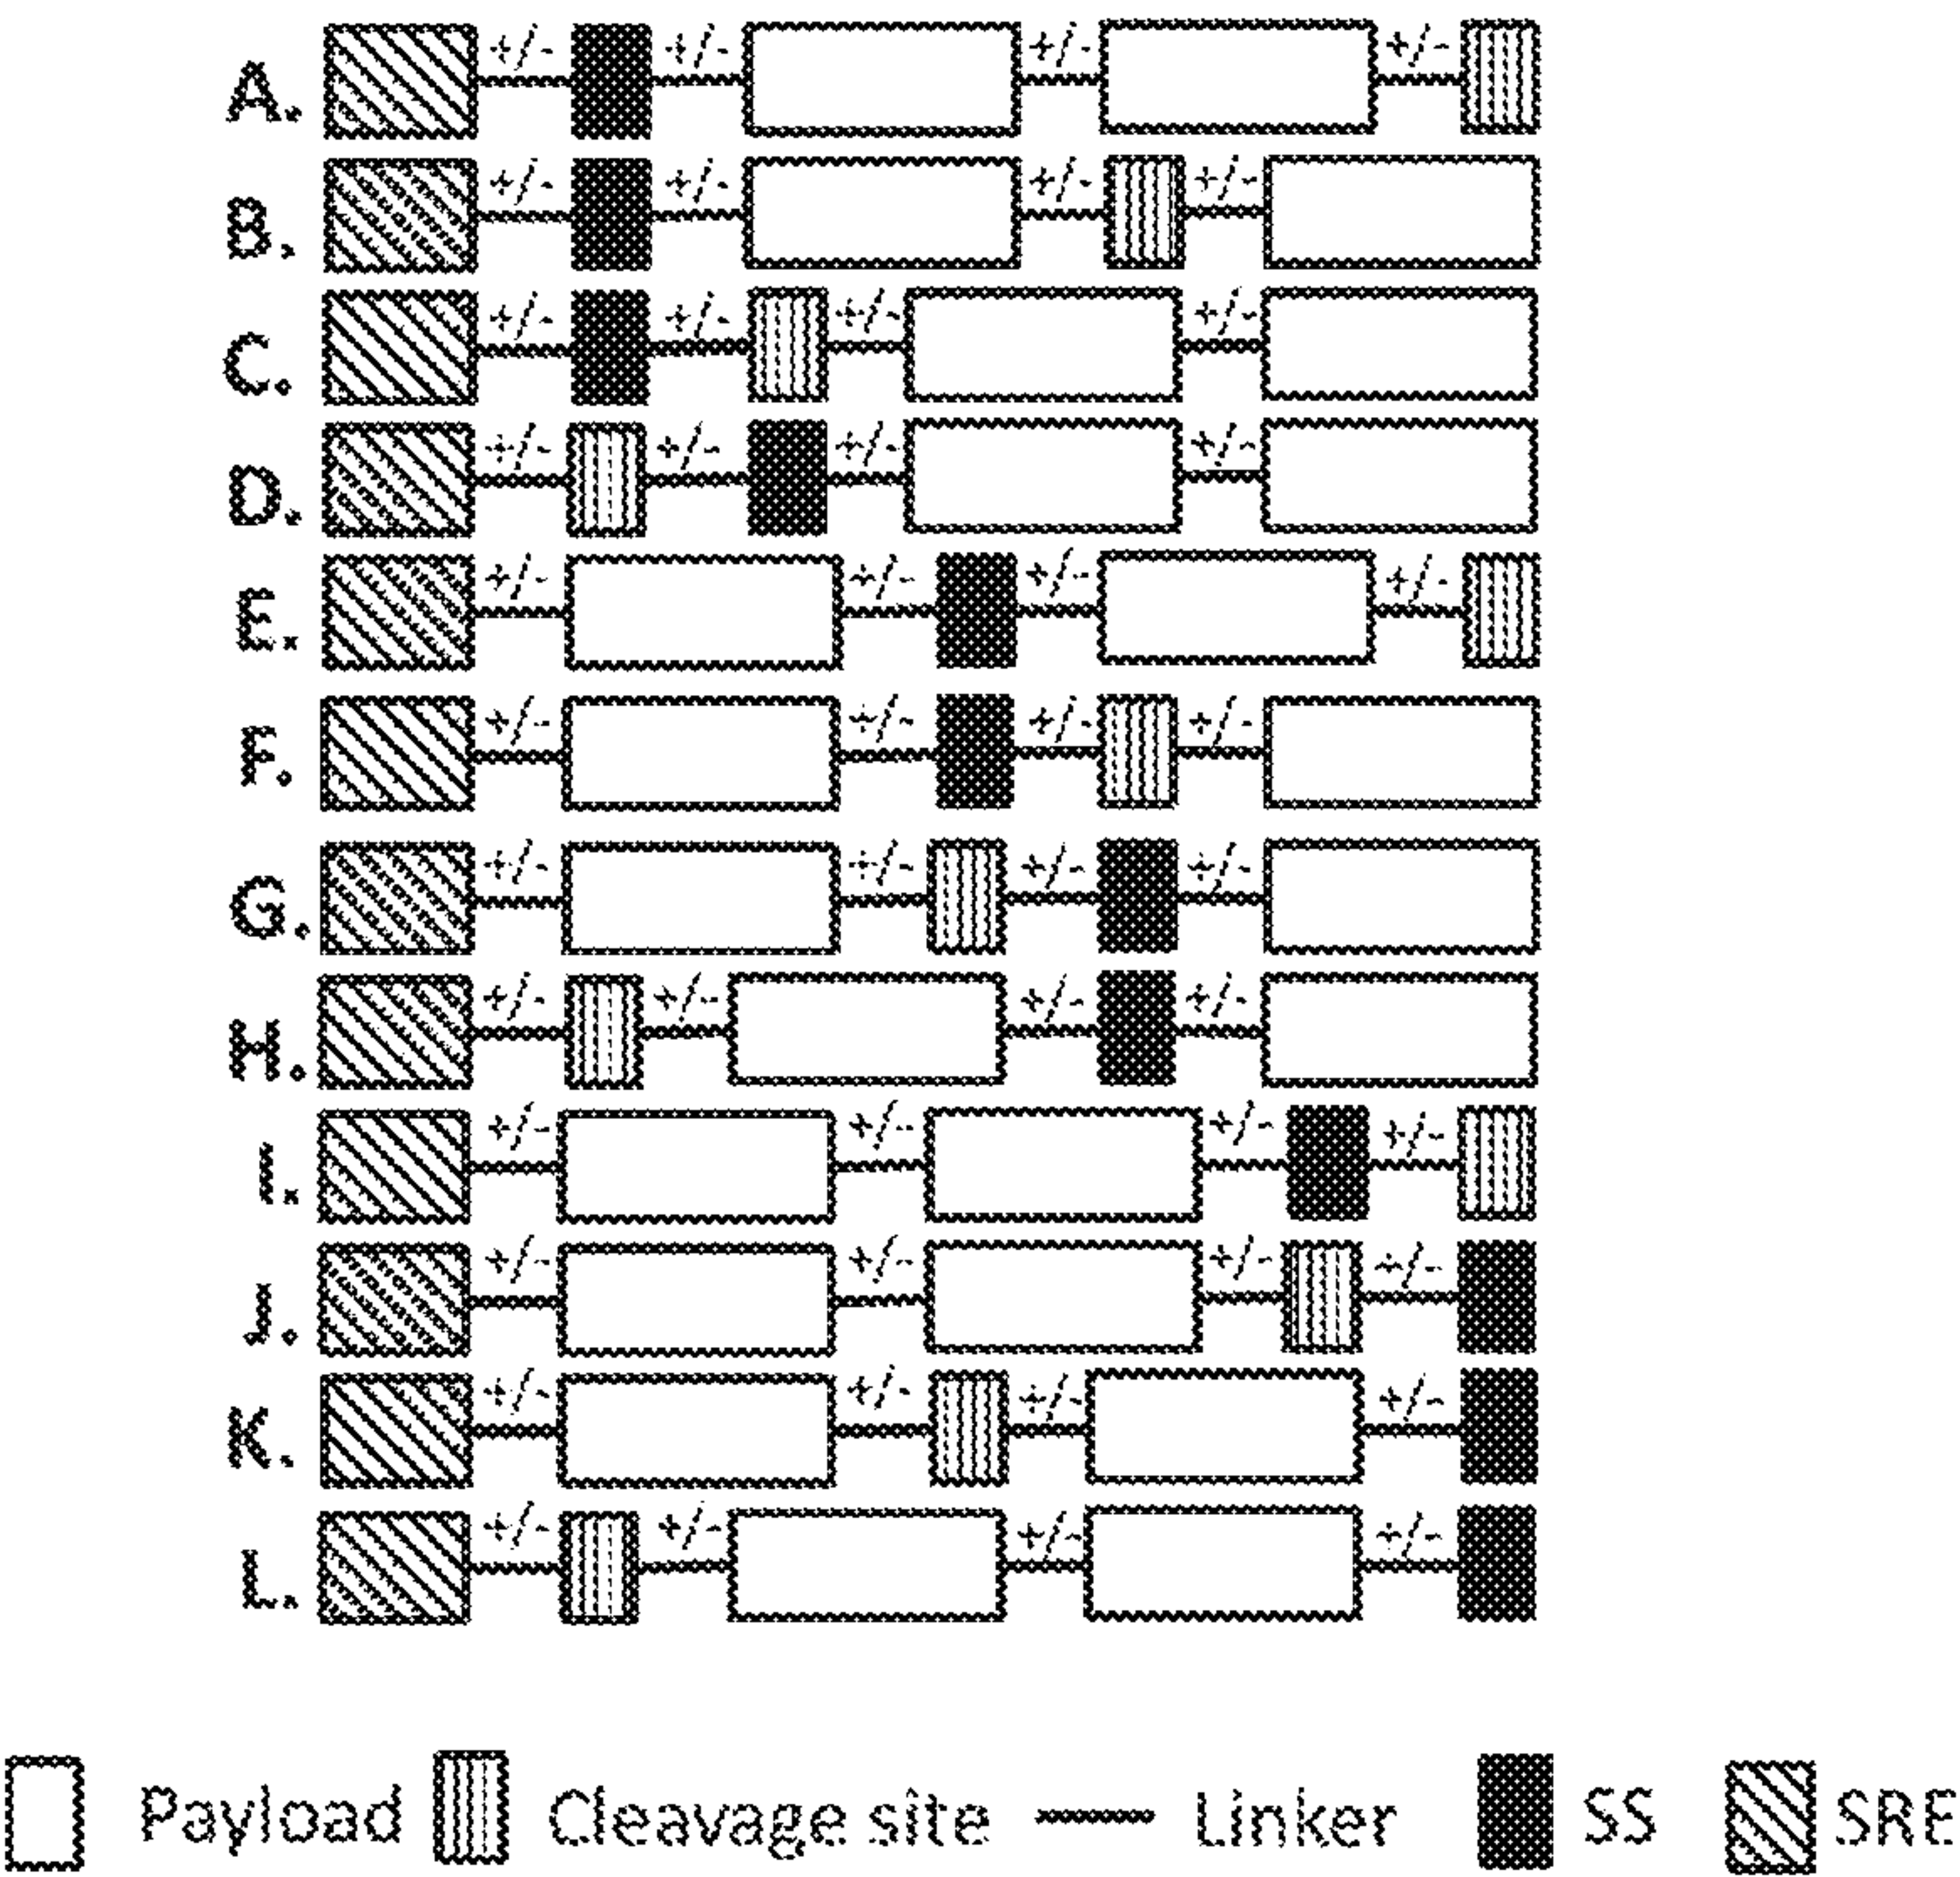 A. +/- +/- +/- +/-
B. +/- +/- +/- +/-
C. +/- +/- +/- +/-
D. +/- +/- +/- +/-
E. +/- +/- +/- +/-
F. +/- +/- +/- +/-
G. +/- +/- +/- +/-
H. +/- +/- +/- +/-
I. +/- +/- +/- +/-
J. +/- +/- +/- +/-
K. +/- +/- +/- +/-
L. +/- +/- +/- +/-
Payload Cleavage site Linker SS SRE